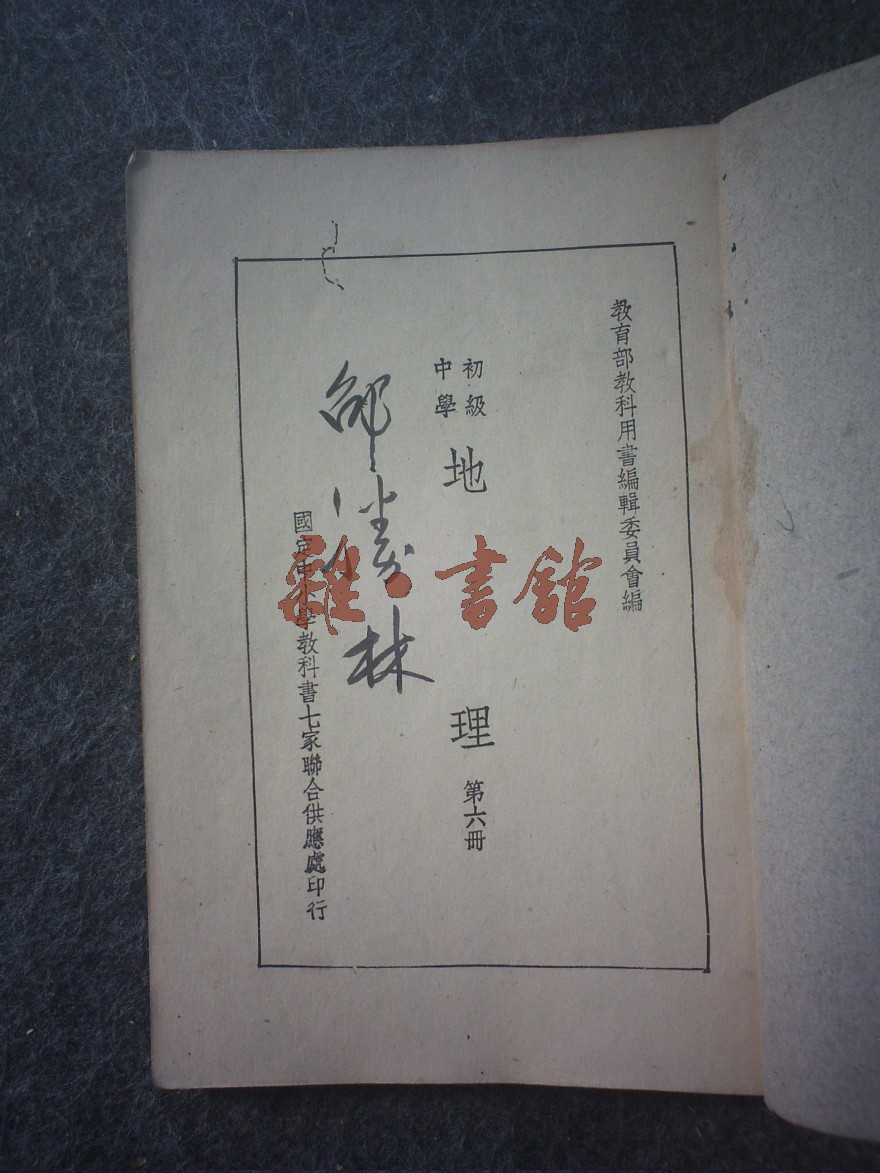 教育部教科用書編輯委員會編
初級
中學
地理
第六冊
林
國定中小學教科書七家聯合供應處印行
雜·書館